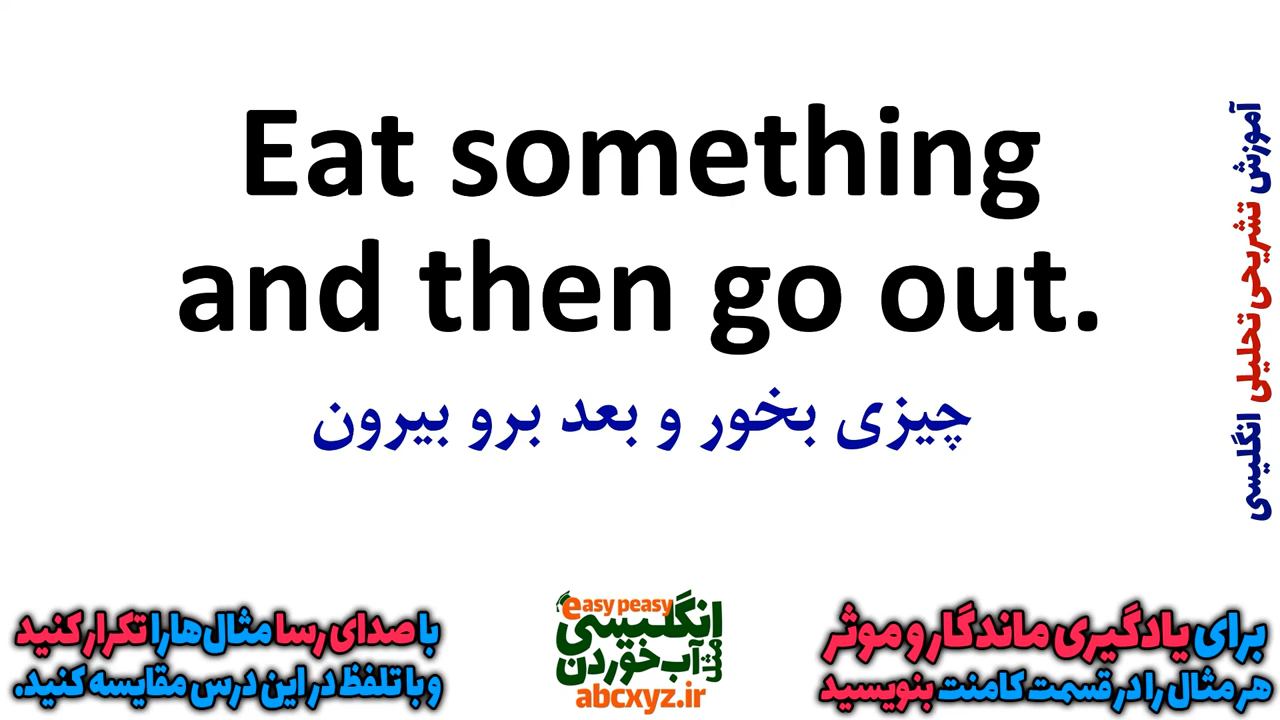 Eat something
and then go out.
چیزی بخور و بعد برو بیرون
آموزش تشریحی تحلیلی انگلیسی
برای یادگیری ماندگار و موثر
هر مثال را در قسمت کامنت بنویسید
easy peasy
انگلیسی
مثل آب خوردن
abcxyz.ir
با صدای رسا مثال‌ها را تکرار کنید
و با تلفظ در این درس مقایسه کنید.